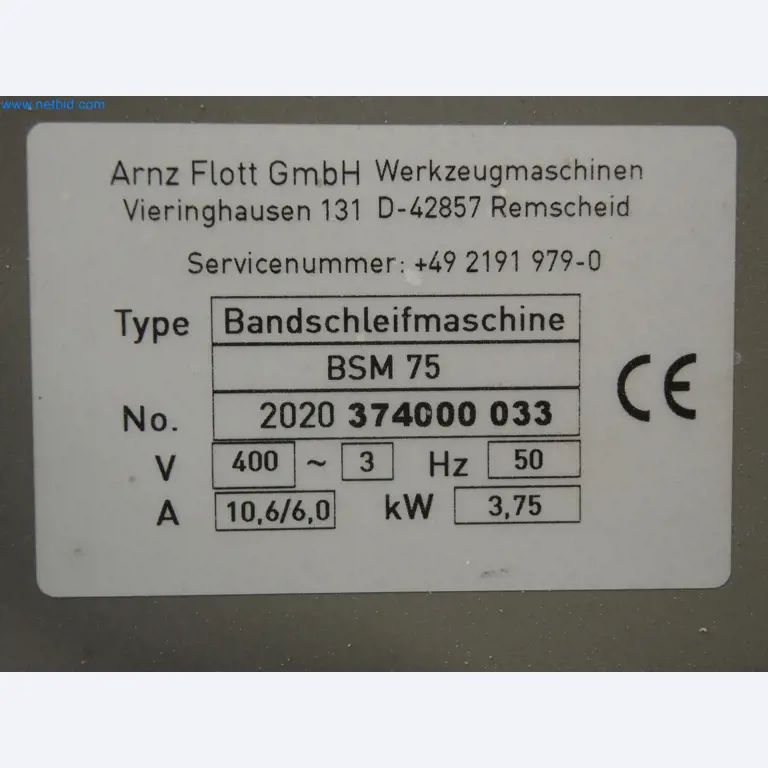 www.netbid.com
Arnz Flott GmbH Werkzeugmaschinen
Vieringhausen 131 D-42857 Remscheid
Servicenummer: +49 2191 979-0
Type Bandschleifmaschine
BSM 75
No. 2020 374000 033
V 400 ~ 3 Hz 50
A 10,6/6,0 kW 3,75
CE